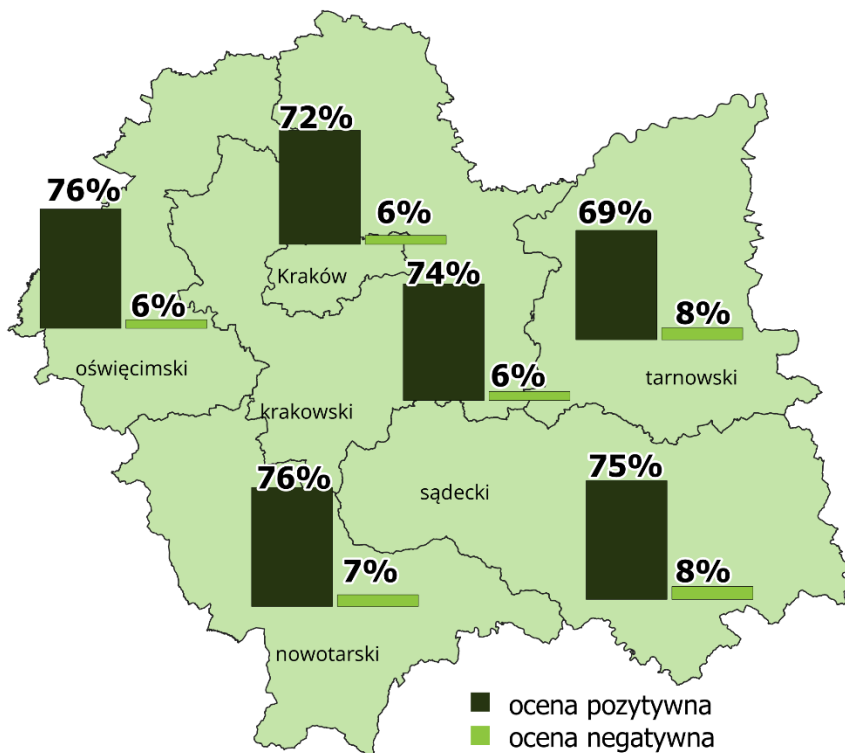 72%
76%
6%
69%
Kraków
74%
6%
8%
oświęcimski
6%
tarnowski
krakowski
76%
75%
sądecki
7%
8%
nowotarski
ocena pozytywna
ocena negatywna